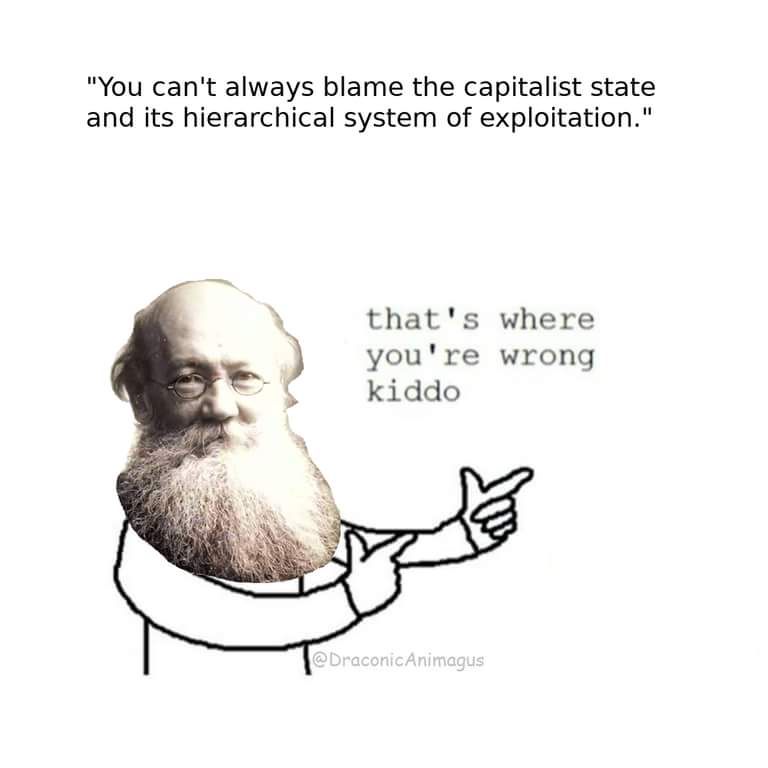 "You can't always blame the capitalist state
and its hierarchical system of exploitation."
that's where
you're wrong
kiddo
@DraconicAnimagus